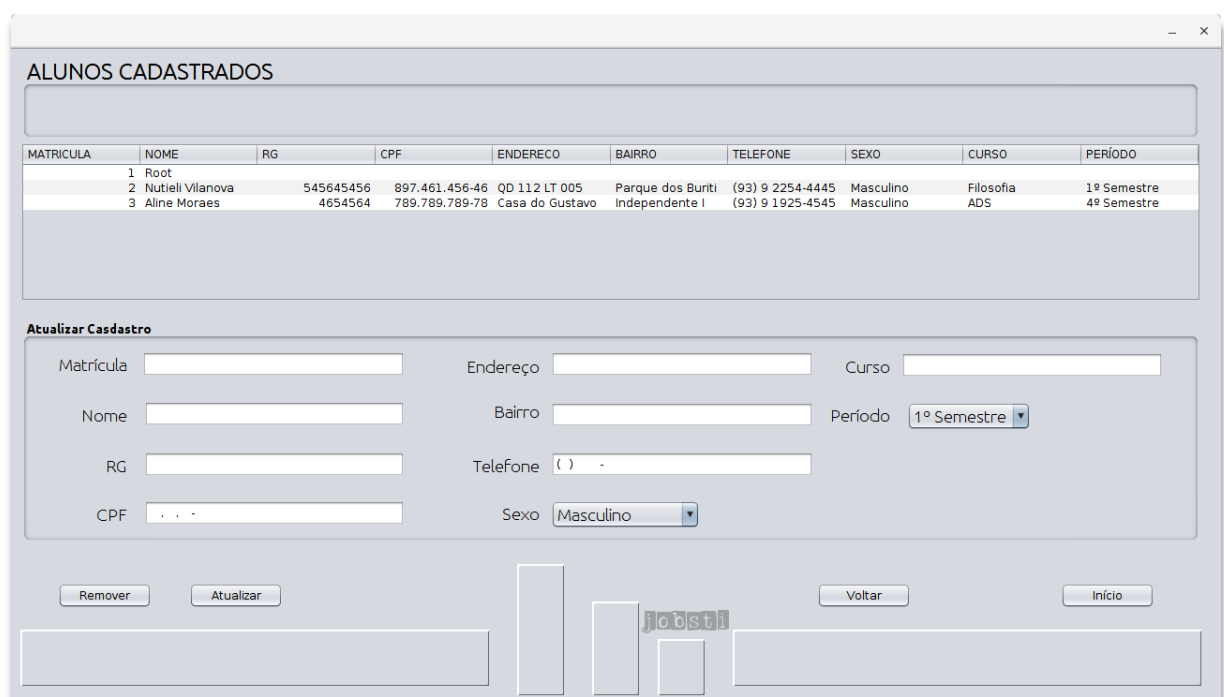 ALUNOS CADASTRADOS
MATRICULA NOME RG CPF ENDERECO BAIRRO TELEFONE SEXO CURSO PERÍODO
1 Root
2 Nutieli Vilanova 545645456 897.461.456-46 QD 112 LT 005 Parque dos Buriti (93) 9 2254-4445 Masculino Filosofia 1º Semestre
3 Aline Moraes 4654564 789.789.789-78 Casa do Gustavo Independente I (93) 9 1925-4545 Masculino ADS 4º Semestre
Atualizar Casdastro
Matrícula Endereço Curso
Nome Bairro Período 1º Semestre
RG Telefone ( ) -
CPF . . - Sexo Masculino
Remover Atualizar Voltar Início
jobsti